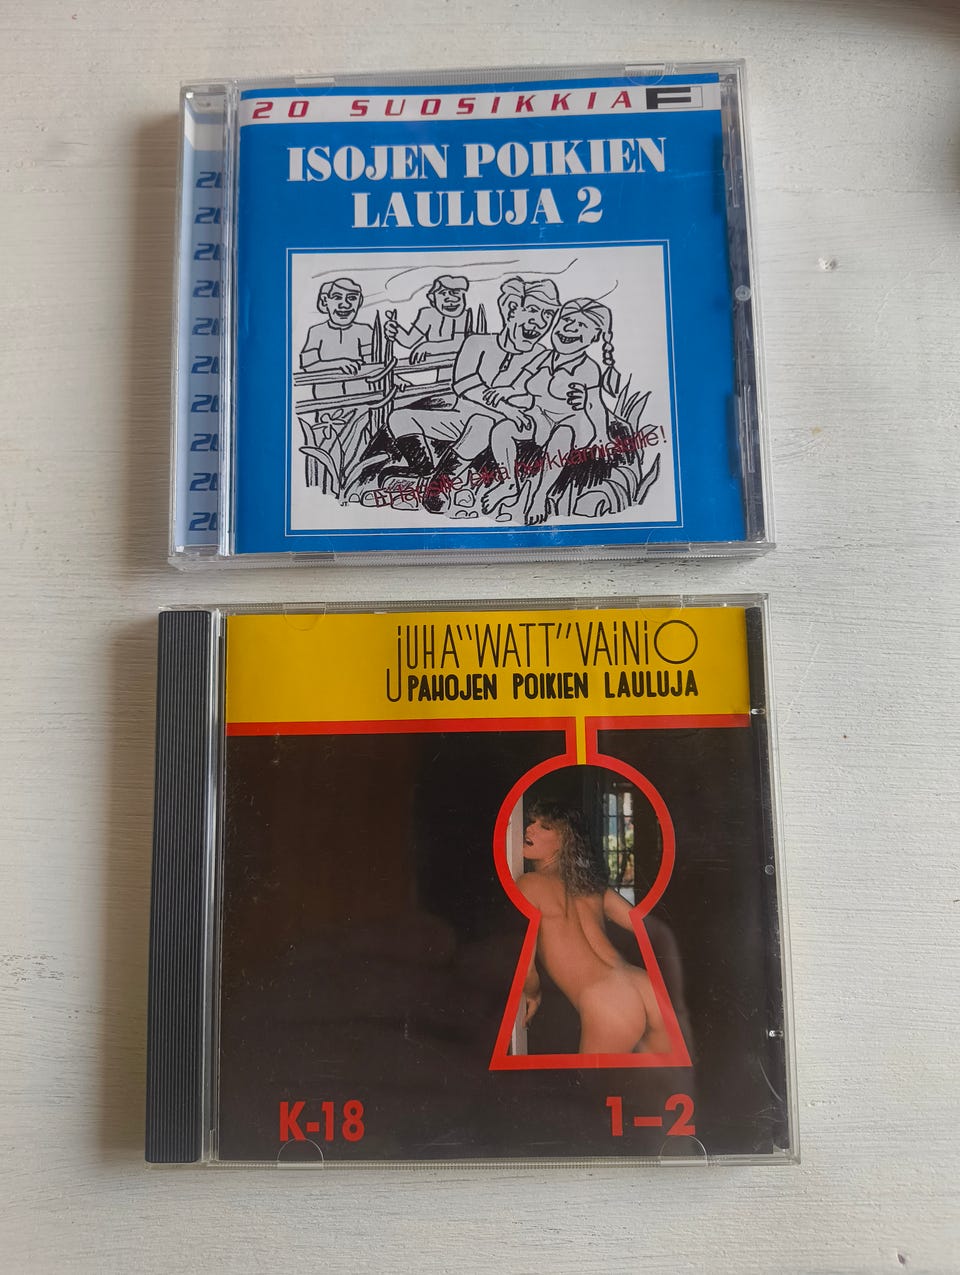 20 SUOSIKKIA F
ISOJEN POIKIEN
LAULUJA 2
JUHA "WATT" VAINIO
PAHOJEN POIKIEN LAULUJA
K-18
1-2